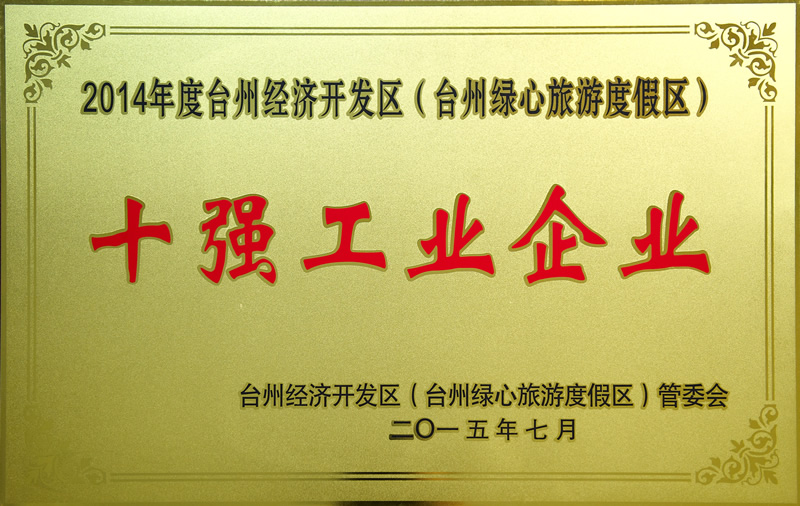 2014年度台州经济开发区（台州绿心旅游度假区）
十强工业企业
台州经济开发区（台州绿心旅游度假区）管委会
二〇一五年七月